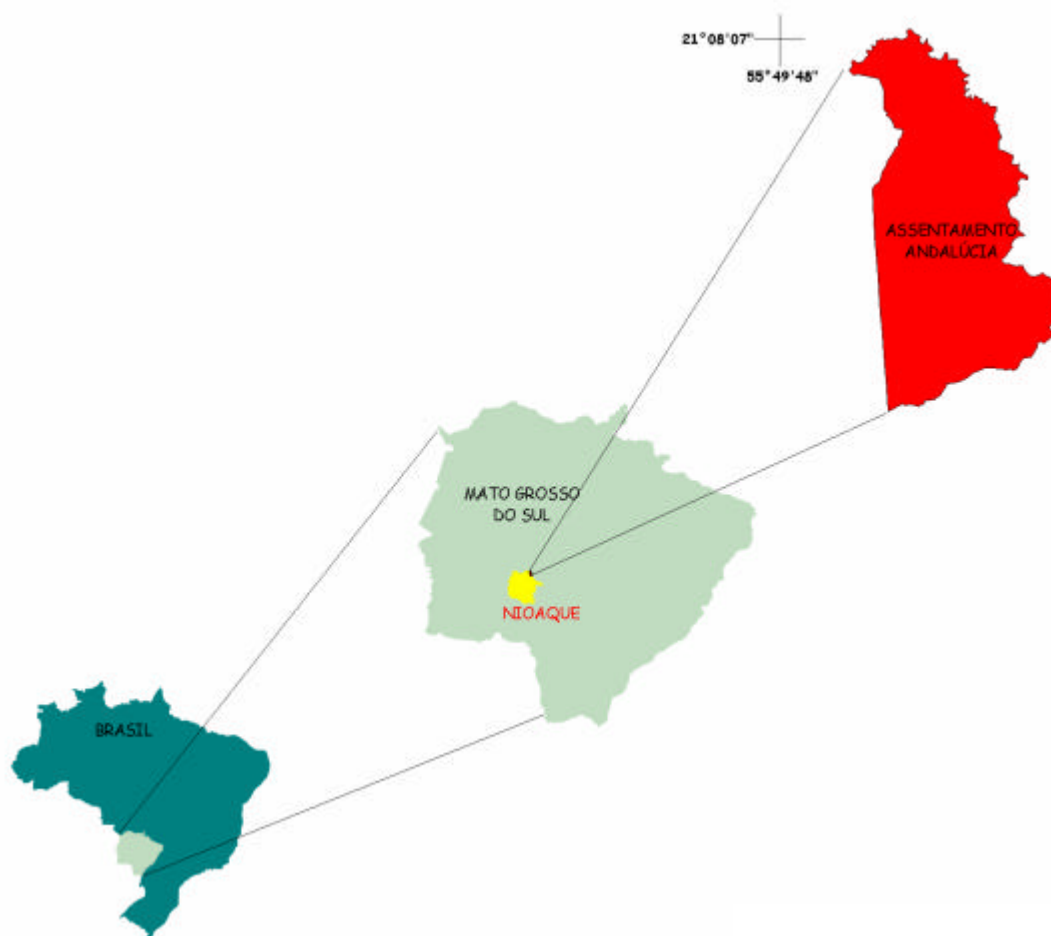 21°08'07"
55°49'48"
ASSENTAMENTO
ANDALÚCIA
MATO GROSSO
DO SUL
NIOAQUE
BRASIL